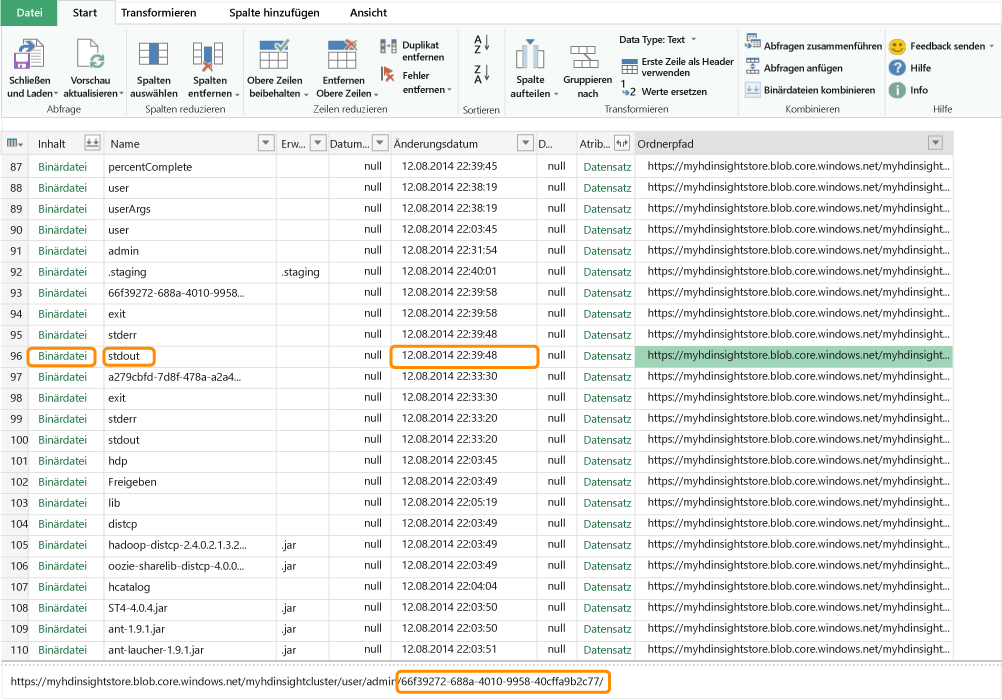 Datei Start Transformieren Spalte hinzufügen Ansicht
Schließen und Laden
Vorschau aktualisieren
Abfrage
Spalten auswählen
Spalten entfernen
Spalten reduzieren
Obere Zeilen beibehalten
Entfernen Obere Zeilen
Duplikat entfernen
Fehler entfernen
Zeilen reduzieren
A Z
Z A
Sortieren
Spalte aufteilen
Gruppieren nach
Data Type: Text
Erste Zeile als Header verwenden
1 2 Werte ersetzen
Transformieren
Abfragen zusammenführen
Abfragen anfügen
Binärdateien kombinieren
Kombinieren
Feedback senden
Hilfe
Info
Hilfe
Inhalt Name Erw... Datum... Änderungsdatum D... Atrib... Ordnerpfad
87 Binärdatei percentComplete null 12.08.2014 22:39:45 null Datensatz https://myhdinsightstore.blob.core.windows.net/myhdinsight...
88 Binärdatei user null 12.08.2014 22:38:19 null Datensatz https://myhdinsightstore.blob.core.windows.net/myhdinsight...
89 Binärdatei userArgs null 12.08.2014 22:38:19 null Datensatz https://myhdinsightstore.blob.core.windows.net/myhdinsight...
90 Binärdatei user null 12.08.2014 22:03:45 null Datensatz https://myhdinsightstore.blob.core.windows.net/myhdinsight...
91 Binärdatei admin null 12.08.2014 22:31:54 null Datensatz https://myhdinsightstore.blob.core.windows.net/myhdinsight...
92 Binärdatei .staging .staging null 12.08.2014 22:40:01 null Datensatz https://myhdinsightstore.blob.core.windows.net/myhdinsight...
93 Binärdatei 66f39272-688a-4010-9958... null 12.08.2014 22:39:58 null Datensatz https://myhdinsightstore.blob.core.windows.net/myhdinsight...
94 Binärdatei exit null 12.08.2014 22:39:58 null Datensatz https://myhdinsightstore.blob.core.windows.net/myhdinsight...
95 Binärdatei stderr null 12.08.2014 22:39:48 null Datensatz https://myhdinsightstore.blob.core.windows.net/myhdinsight...
96 Binärdatei stdout null 12.08.2014 22:39:48 null Datensatz https://myhdinsightstore.blob.core.windows.net/myhdinsight...
97 Binärdatei a279cbfd-7d8f-478a-a2a4... null 12.08.2014 22:33:30 null Datensatz https://myhdinsightstore.blob.core.windows.net/myhdinsight...
98 Binärdatei exit null 12.08.2014 22:33:30 null Datensatz https://myhdinsightstore.blob.core.windows.net/myhdinsight...
99 Binärdatei stderr null 12.08.2014 22:33:20 null Datensatz https://myhdinsightstore.blob.core.windows.net/myhdinsight...
100 Binärdatei stdout null 12.08.2014 22:33:20 null Datensatz https://myhdinsightstore.blob.core.windows.net/myhdinsight...
101 Binärdatei hdp null 12.08.2014 22:03:45 null Datensatz https://myhdinsightstore.blob.core.windows.net/myhdinsight...
102 Binärdatei Freigeben null 12.08.2014 22:03:49 null Datensatz https://myhdinsightstore.blob.core.windows.net/myhdinsight...
103 Binärdatei lib null 12.08.2014 22:05:19 null Datensatz https://myhdinsightstore.blob.core.windows.net/myhdinsight...
104 Binärdatei distcp null 12.08.2014 22:03:49 null Datensatz https://myhdinsightstore.blob.core.windows.net/myhdinsight...
105 Binärdatei hadoop-distcp-2.4.0.2.1.3.2... .jar null 12.08.2014 22:03:49 null Datensatz https://myhdinsightstore.blob.core.windows.net/myhdinsight...
106 Binärdatei oozie-sharelib-distcp-4.0.0... .jar null 12.08.2014 22:03:49 null Datensatz https://myhdinsightstore.blob.core.windows.net/myhdinsight...
107 Binärdatei hcatalog null 12.08.2014 22:04:04 null Datensatz https://myhdinsightstore.blob.core.windows.net/myhdinsight...
108 Binärdatei ST4-4.0.4.jar .jar null 12.08.2014 22:03:50 null Datensatz https://myhdinsightstore.blob.core.windows.net/myhdinsight...
109 Binärdatei ant-1.9.1.jar .jar null 12.08.2014 22:03:50 null Datensatz https://myhdinsightstore.blob.core.windows.net/myhdinsight...
110 Binärdatei ant-laucher-1.9.1.jar .jar null 12.08.2014 22:03:51 null Datensatz https://myhdinsightstore.blob.core.windows.net/myhdinsight...
https://myhdinsightstore.blob.core.windows.net/myhdinsightcluster/user/admin/66f39272-688a-4010-9958-40cffa9b2c77/